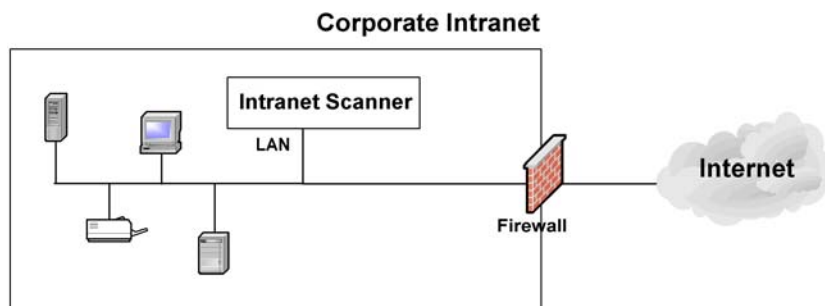 Corporate Intranet
Intranet Scanner
LAN
Internet
Firewall